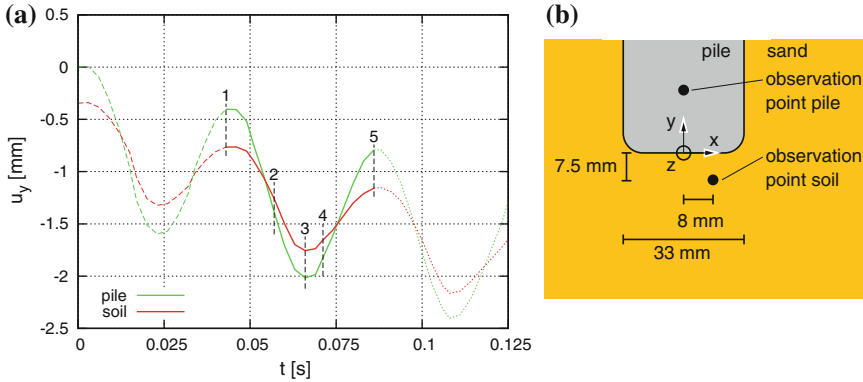 (a)
0.5
0
-0.5
-1
-1.5
-2
-2.5
u_y [mm]
1
2
3
4
5
pile
soil
0
0.025
0.05
0.075
0.1
0.125
t [s]
(b)
pile sand
observation
point pile
y
x
z
observation
point soil
7.5 mm
8 mm
33 mm